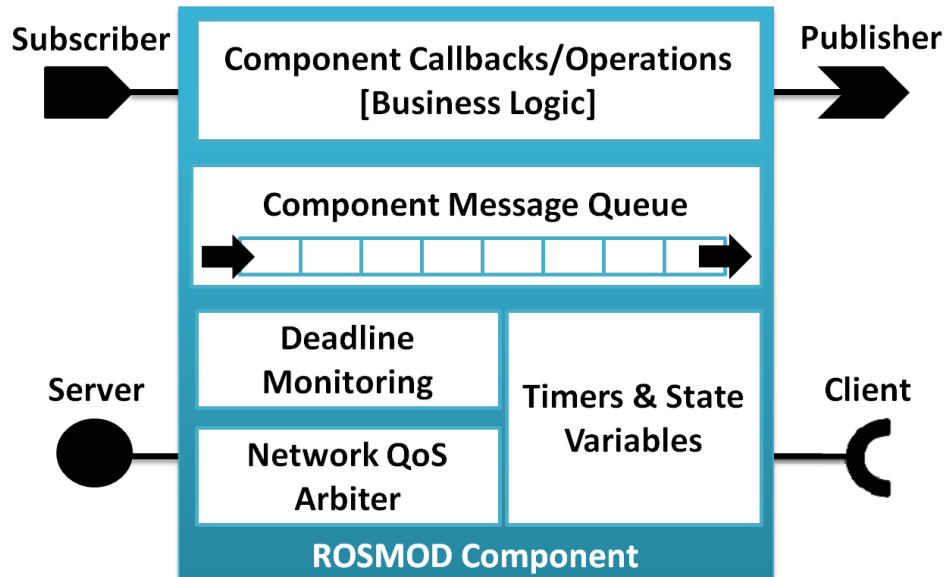 Subscriber
Publisher
Component Callbacks/Operations
[Business Logic]
Component Message Queue
Deadline
Monitoring
Server
Client
Timers & State
Variables
Network QoS
Arbiter
ROSMOD Component